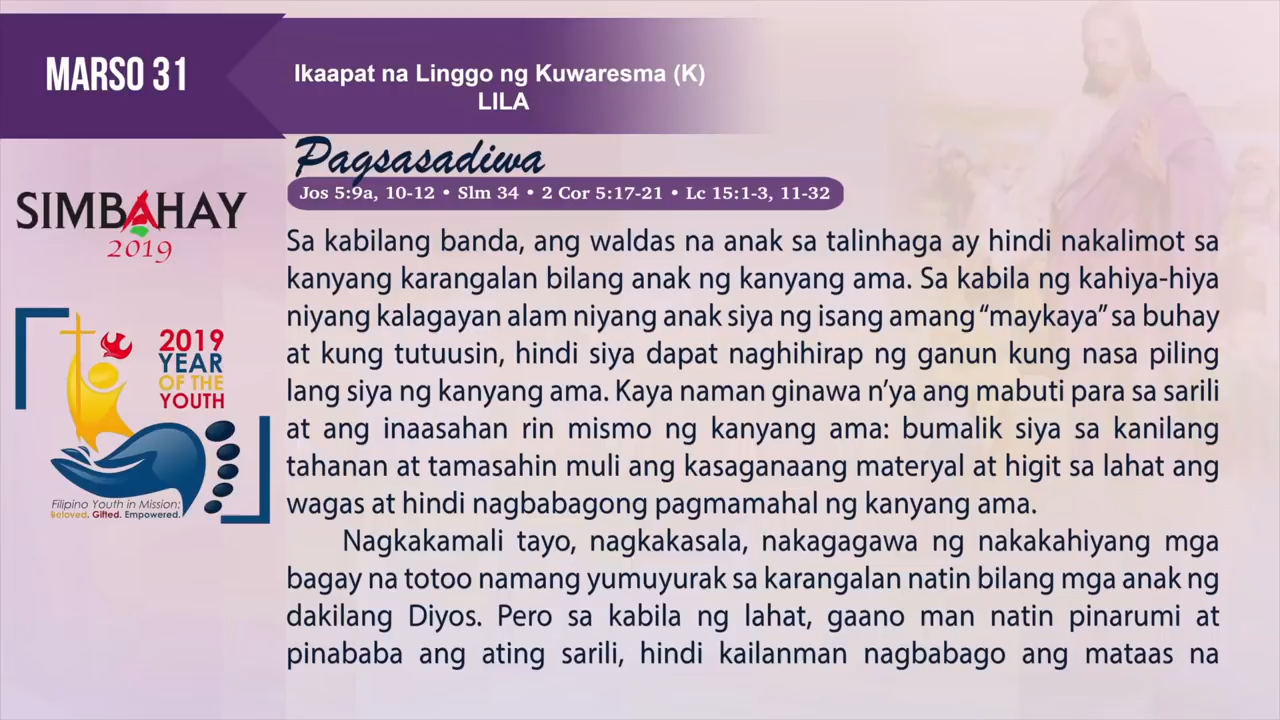 MARSO 31
Ikaapat na Linggo ng Kuwaresma (K)
LILA
Pagsasadiwa
Jos 5:9a, 10-12 • Slm 34 • 2 Cor 5:17-21 • Lc 15:1-3, 11-32
SIMBAHAY
2019
2019
YEAR
OF THE
YOUTH
Filipino Youth in Mission:
Beloved. Gifted. Empowered.
Sa kabilang banda, ang waldas na anak sa talinhaga ay hindi nakalimot sa
kanyang karangalan bilang anak ng kanyang ama. Sa kabila ng kahiya-hiya
niyang kalagayan alam niyang anak siya ng isang amang “maykaya” sa buhay
at kung tutuusin, hindi siya dapat naghihirap ng ganun kung nasa piling
lang siya ng kanyang ama. Kaya naman ginawa n’ya ang mabuti para sa sarili
at ang inaasahan rin mismo ng kanyang ama: bumalik siya sa kanilang
tahanan at tamasahin muli ang kasaganaang materyal at higit sa lahat ang
wagas at hindi nagbabagong pagmamahal ng kanyang ama.
Nagkakamali tayo, nagkakasala, nakagagawa ng nakakahiyang mga
bagay na totoo namang yumuyurak sa karangalan natin bilang mga anak ng
dakilang Diyos. Pero sa kabila ng lahat, gaano man natin pinarumi at
pinababa ang ating sarili, hindi kailanman nagbabago ang mataas na